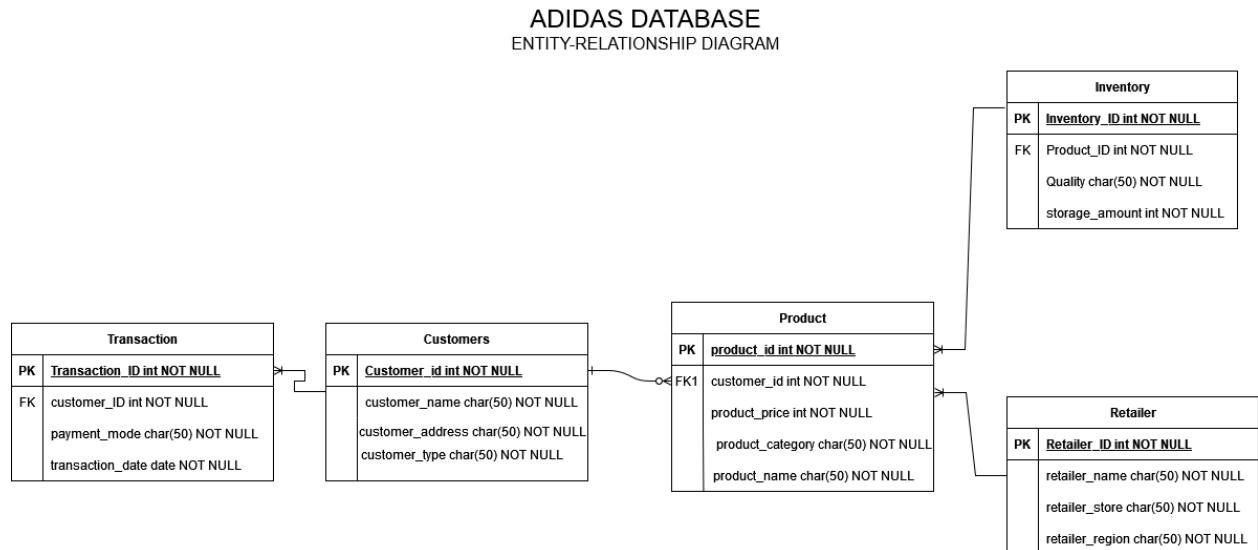 ADIDAS DATABASE
ENTITY-RELATIONSHIP DIAGRAM
Inventory
PK Inventory_ID int NOT NULL
FK Product_ID int NOT NULL
Quality char(50) NOT NULL
storage_amount int NOT NULL
Transaction
PK Transaction_ID int NOT NULL
FK customer_ID int NOT NULL
payment_mode char(50) NOT NULL
transaction_date date NOT NULL
Customers
PK Customer_id int NOT NULL
customer_name char(50) NOT NULL
customer_address char(50) NOT NULL
customer_type char(50) NOT NULL
Product
PK product_id int NOT NULL
FK1 customer_id int NOT NULL
product_price int NOT NULL
product_category char(50) NOT NULL
product_name char(50) NOT NULL
Retailer
PK Retailer_ID int NOT NULL
retailer_name char(50) NOT NULL
retailer_store char(50) NOT NULL
retailer_region char(50) NOT NULL